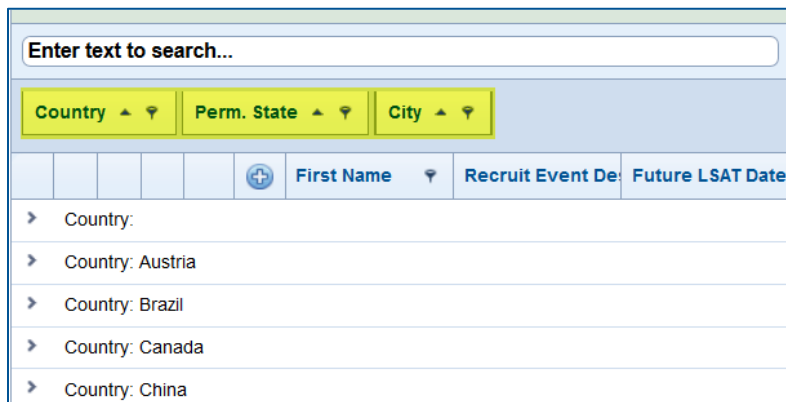 Enter text to search...
Country Perm. State City
First Name Recruit Event De Future LSAT Date
Country:
Country: Austria
Country: Brazil
Country: Canada
Country: China